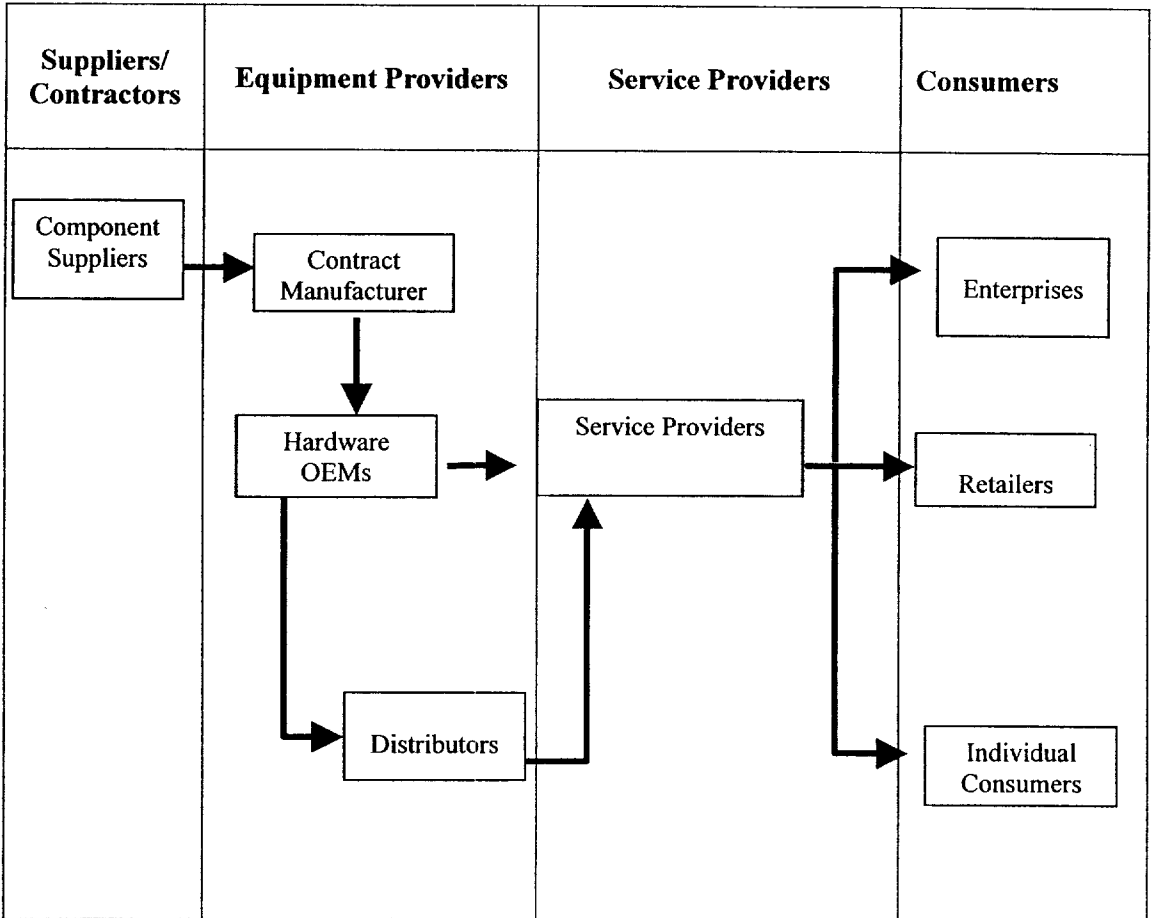 Suppliers/
Contractors
Equipment Providers
Service Providers
Consumers
Component
Suppliers
Contract
Manufacturer
Enterprises
Hardware
OEMs
Service Providers
Retailers
Distributors
Individual
Consumers